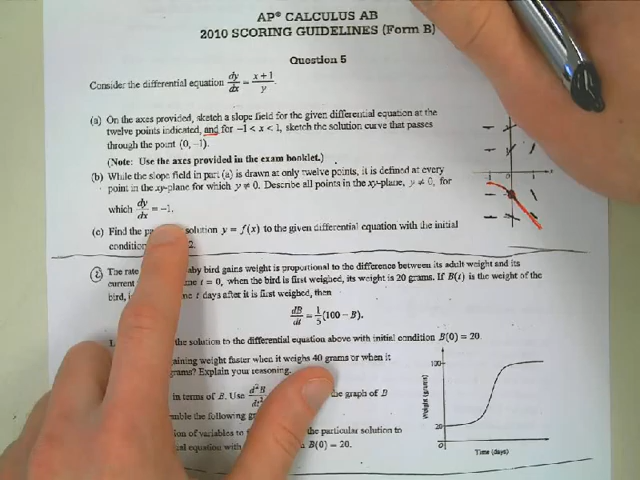 AP® CALCULUS AB
2010 SCORING GUIDELINES (Form B)
Question 5
Consider the differential equation dy/dx = x+1/y.
(a) On the axes provided, sketch a slope field for the given differential equation at the
twelve points indicated, and for −1 < x < 1, sketch the solution curve that passes
through the point (0, −1).
(Note: Use the axes provided in the exam booklet.)
(b) While the slope field in part (a) is drawn at only twelve points, it is defined at every
point in the xy-plane for which y ≠ 0. Describe all points in the xy-plane, y ≠ 0, for
which dy/dx = −1.
(c) Find the solution y = f(x) to the given differential equation with the initial
condition 2.
The rate baby bird gains weight is proportional to the difference between its adult weight and its
current t = 0, when the bird is first weighed, its weight is 20 grams. If B(t) is the weight of the
bird, t days after it is first weighed, then
dB/dt = 1/5(100 − B).
the solution to the differential equation above with initial condition B(0) = 20.
gaining weight faster when it weighs 40 grams or when it
grams? Explain your reasoning.
in terms of B. Use d²B the graph of B
the following
of variables to the particular solution to
equation with B(0) = 20.
Weight (grams)
100
20
0
Time (days)